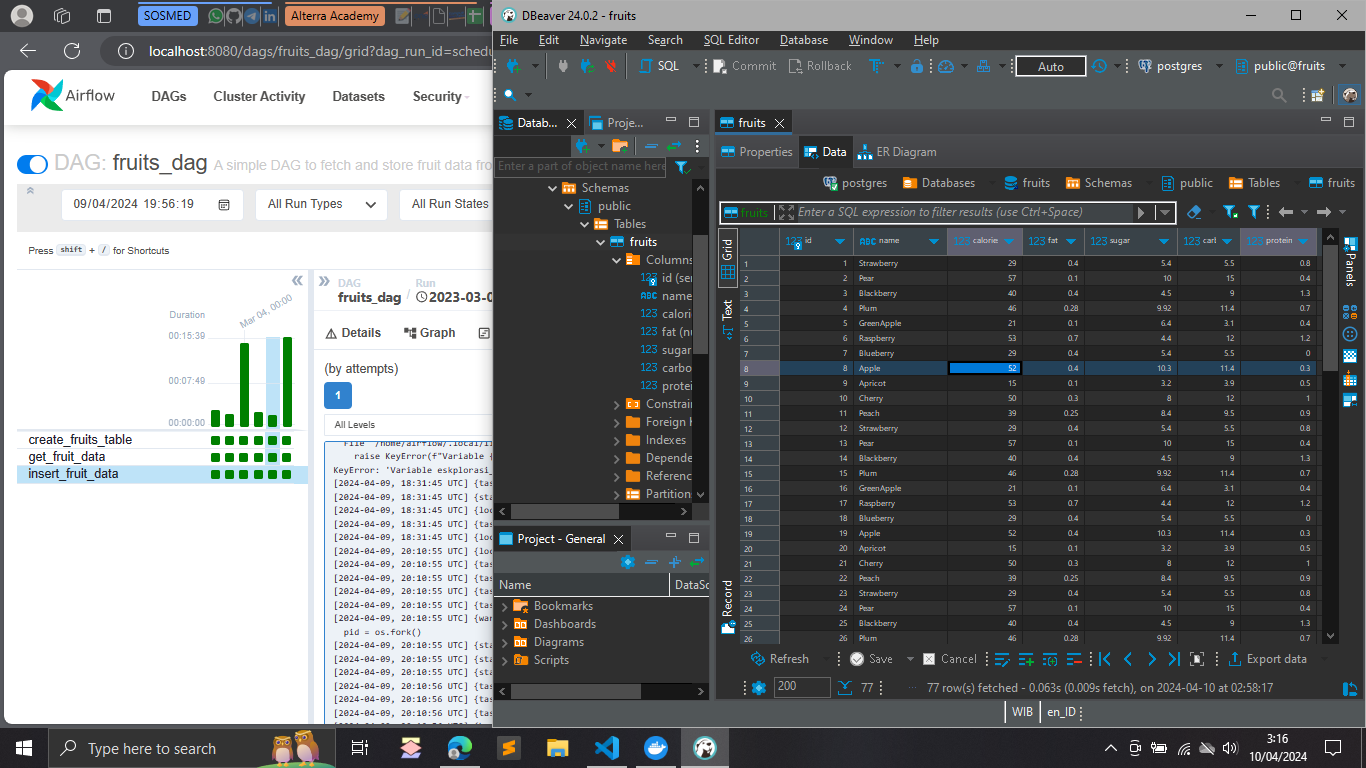 SOSMED
Alterra Academy
localhost:8080/dags/fruits_dag/grid?dag_run_id=schedu
Airflow
DAGs
Cluster Activity
Datasets
Security
DAG: fruits_dag A simple DAG to fetch and store fruit data fro
09/04/2024 19:56:19
All Run Types
All Run States
Press shift + / for Shortcuts
Duration
Mar 04, 00:00
00:15:39
00:07:49
00:00:00
create_fruits_table
get_fruit_data
insert_fruit_data
DAG
fruits_dag
/
Run
2023-03-0
Details
Graph
(by attempts)
1
All Levels
File "/home/airflow/.local/li
raise KeyError(f"Variable {
KeyError: 'Variable eskplorasi_
[2024-04-09, 18:31:45 UTC] {tas
[2024-04-09, 18:31:45 UTC] {sta
[2024-04-09, 18:31:45 UTC] {loc
[2024-04-09, 18:31:45 UTC] {tas
[2024-04-09, 18:31:45 UTC] {loc
[2024-04-09, 20:10:55 UTC] {loc
[2024-04-09, 20:10:55 UTC] {tas
[2024-04-09, 20:10:55 UTC] {tas
[2024-04-09, 20:10:55 UTC] {tas
[2024-04-09, 20:10:55 UTC] {tas
[2024-04-09, 20:10:55 UTC] {war
pid = os.fork()
[2024-04-09, 20:10:55 UTC] {sta
[2024-04-09, 20:10:55 UTC] {sta
[2024-04-09, 20:10:55 UTC] {tas
[2024-04-09, 20:10:56 UTC] {tas
[2024-04-09, 20:10:56 UTC] {tas
[2024-04-09, 20:10:56 UTC] {tas
DBeaver 24.0.2 - fruits
File Edit Navigate Search SQL Editor Database Window Help
SQL Commit Rollback Auto postgres public@fruits
Datab...
Proje...
Enter a part of object name here
Schemas
public
Tables
fruits
Columns
id (ser
name
calorie
fat (nu
sugar
carbo
protei
Constrai
Foreign K
Indexes
Depende
Referenc
Partition
Project - General
Name DataSo
Bookmarks
Dashboards
Diagrams
Scripts
fruits
Properties Data ER Diagram
postgres Databases fruits Schemas public Tables fruits
fruits Enter a SQL expression to filter results (use Ctrl+Space)
Grid
Text
Record
Panels
123 id ABC name 123 calorie 123 fat 123 sugar 123 carl 123 protein
1 1 Strawberry 29 0.4 5.4 5.5 0.8
2 2 Pear 57 0.1 10 15 0.4
3 3 Blackberry 40 0.4 4.5 9 1.3
4 4 Plum 46 0.28 9.92 11.4 0.7
5 5 GreenApple 21 0.1 6.4 3.1 0.4
6 6 Raspberry 53 0.7 4.4 12 1.2
7 7 Blueberry 29 0.4 5.4 5.5 0
8 8 Apple 52 0.4 10.3 11.4 0.3
9 9 Apricot 15 0.1 3.2 3.9 0.5
10 10 Cherry 50 0.3 8 12 1
11 11 Peach 39 0.25 8.4 9.5 0.9
12 12 Strawberry 29 0.4 5.4 5.5 0.8
13 13 Pear 57 0.1 10 15 0.4
14 14 Blackberry 40 0.4 4.5 9 1.3
15 15 Plum 46 0.28 9.92 11.4 0.7
16 16 GreenApple 21 0.1 6.4 3.1 0.4
17 17 Raspberry 53 0.7 4.4 12 1.2
18 18 Blueberry 29 0.4 5.4 5.5 0
19 19 Apple 52 0.4 10.3 11.4 0.3
20 20 Apricot 15 0.1 3.2 3.9 0.5
21 21 Cherry 50 0.3 8 12 1
22 22 Peach 39 0.25 8.4 9.5 0.9
23 23 Strawberry 29 0.4 5.4 5.5 0.8
24 24 Pear 57 0.1 10 15 0.4
25 25 Blackberry 40 0.4 4.5 9 1.3
26 26 Plum 46 0.28 9.92 11.4 0.7
Refresh Save Cancel Export data
200 77 77 row(s) fetched - 0.063s (0.009s fetch), on 2024-04-10 at 02:58:17
WIB en_ID
Type here to search
3:16
10/04/2024